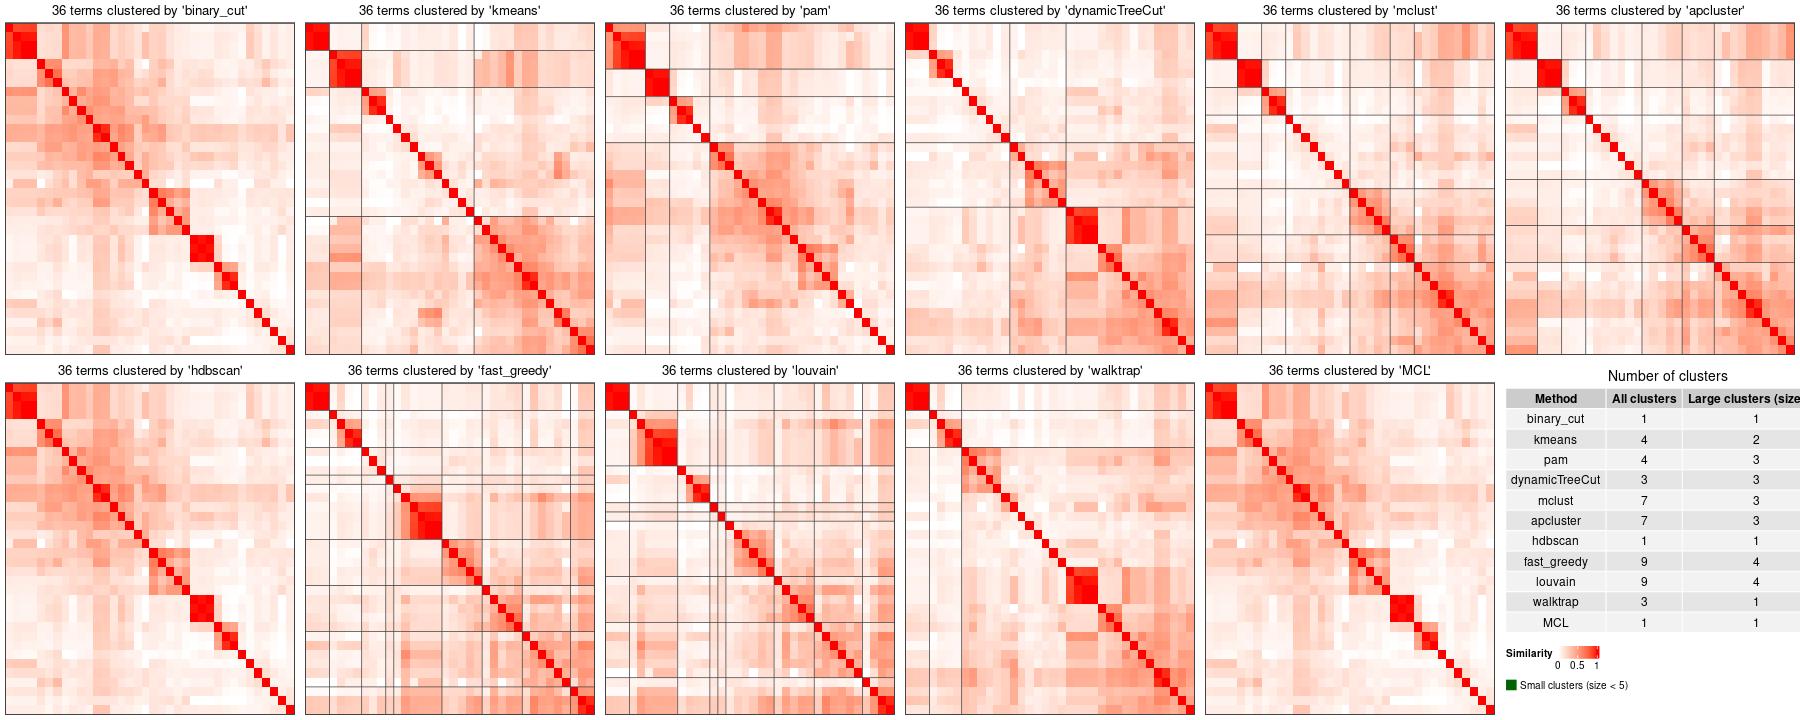 36 terms clustered by 'binary_cut'
36 terms clustered by 'kmeans'
36 terms clustered by 'pam'
36 terms clustered by 'dynamicTreeCut'
36 terms clustered by 'mclust'
36 terms clustered by 'apcluster'
36 terms clustered by 'hdbscan'
36 terms clustered by 'fast_greedy'
36 terms clustered by 'louvain'
36 terms clustered by 'walktrap'
36 terms clustered by 'MCL'
Number of clusters
Method All clusters Large clusters (size
binary_cut 1 1
kmeans 4 2
pam 4 3
dynamicTreeCut 3 3
mclust 7 3
apcluster 7 3
hdbscan 1 1
fast_greedy 9 4
louvain 9 4
walktrap 3 1
MCL 1 1
Similarity
0 0.5 1
Small clusters (size < 5)